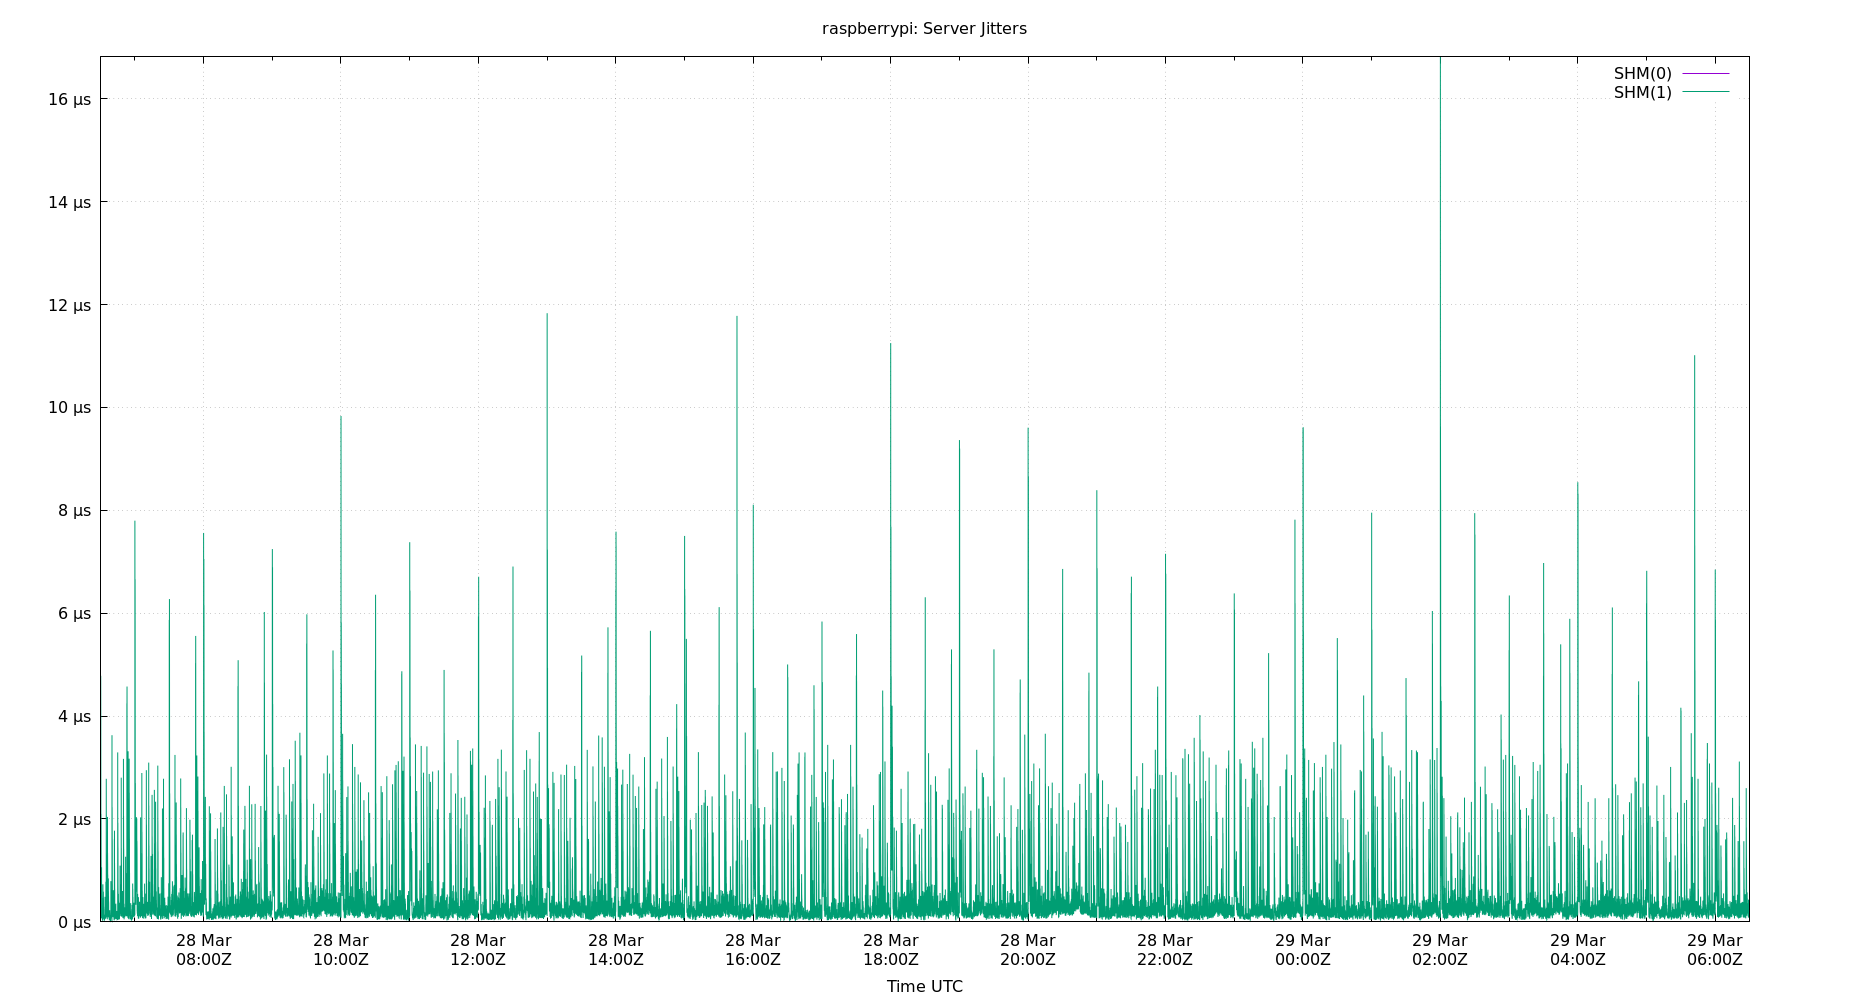 raspberrypi: Server Jitters
SHM(0)
SHM(1)
16 µs
14 µs
12 µs
10 µs
8 µs
6 µs
4 µs
2 µs
0 µs
28 Mar 28 Mar 28 Mar 28 Mar 28 Mar 28 Mar 28 Mar 28 Mar 29 Mar 29 Mar 29 Mar 29 Mar
08:00Z 10:00Z 12:00Z 14:00Z 16:00Z 18:00Z 20:00Z 22:00Z 00:00Z 02:00Z 04:00Z 06:00Z
Time UTC